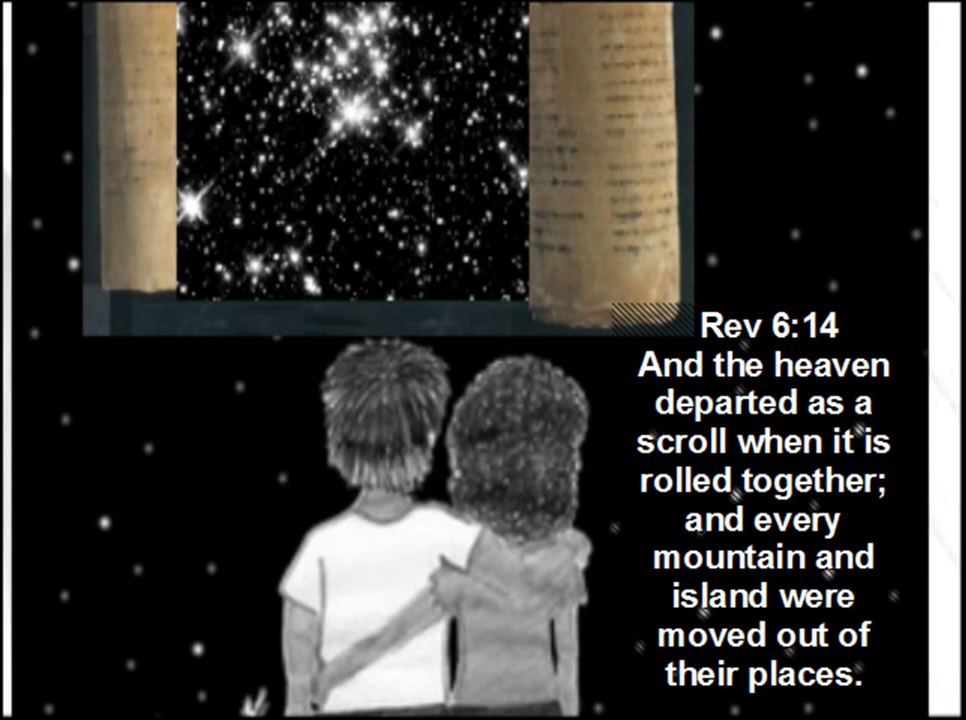 Rev 6:14
And the heaven
departed as a
scroll when it is
rolled together;
and every
mountain and
island were
moved out of
their places.